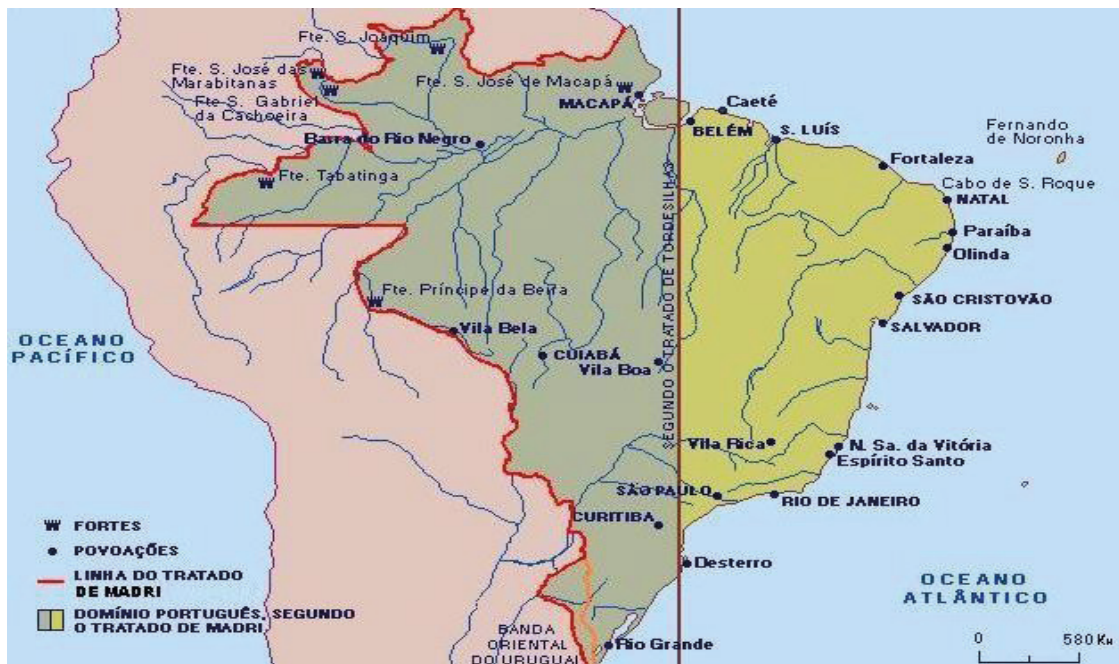 Fte. S. Joaquim
Fte. S. José das
Marabitanas
Fte S. Gabriel
da Cachoeira
Fte. S. José de Macapá
MACAPÁ
Caeté
BELÉM
S. LUÍS
Fernando
de Noronha
Barra do Rio Negro
Fortaleza
Fte. Tabatinga
Cabo de S. Roque
NATAL
Paraíba
Olinda
SEGUNDO O TRATADO DE TORDESILHAS
Fte. Príncipe da Beira
SÃO CRISTOVÃO
SALVADOR
Vila Bela
OCEANO
PACÍFICO
CUIABÁ
Vila Boa
Vila Rica
N. Sa. da Vitória
Espírito Santo
SÃO PAULO
RIO DE JANEIRO
CURITIBA
Desterro
FORTES
POVOAÇÕES
LINHA DO TRATADO
DE MADRI
DOMÍNIO PORTUGUÊS, SEGUNDO
O TRATADO DE MADRI
OCEANO
ATLÂNTICO
BANDA
ORIENTAL
DO URUGUAI
Rio Grande
0 580 Km